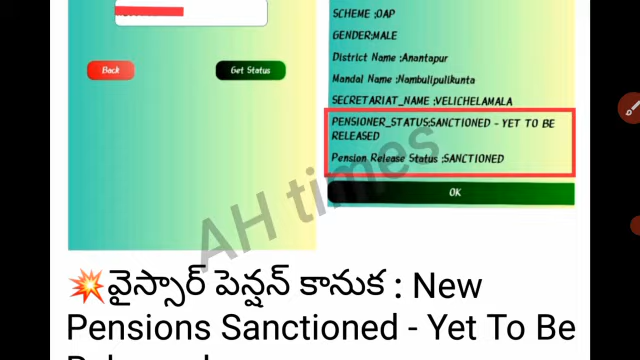 SCHEME :OAP
GENDER:MALE
District Name :Anantapur
Back
Get Status
Mandal Name :Nambulipulikunta
SECRETARIAT_NAME :VELICHELAMALA
PENSIONER_STATUS:SANCTIONED - YET TO BE
RELEASED
Pension Release Status :SANCTIONED
OK
AH times
వైస్సార్ పెన్షన్ కానుక : New
Pensions Sanctioned - Yet To Be